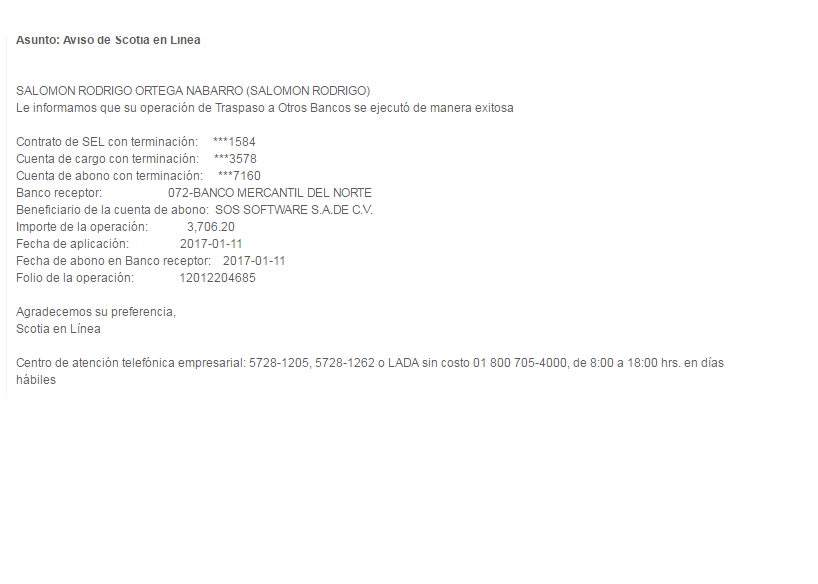 Asunto: Aviso de Scotia en Línea
SALOMON RODRIGO ORTEGA NABARRO (SALOMON RODRIGO)
Le informamos que su operación de Traspaso a Otros Bancos se ejecutó de manera exitosa
Contrato de SEL con terminación: ***1584
Cuenta de cargo con terminación: ***3578
Cuenta de abono con terminación: ***7160
Banco receptor: 072-BANCO MERCANTIL DEL NORTE
Beneficiario de la cuenta de abono: SOS SOFTWARE S.A.DE C.V.
Importe de la operación: 3,706.20
Fecha de aplicación: 2017-01-11
Fecha de abono en Banco receptor: 2017-01-11
Folio de la operación: 12012204685
Agradecemos su preferencia,
Scotia en Línea
Centro de atención telefónica empresarial: 5728-1205, 5728-1262 o LADA sin costo 01 800 705-4000, de 8:00 a 18:00 hrs. en días
hábiles